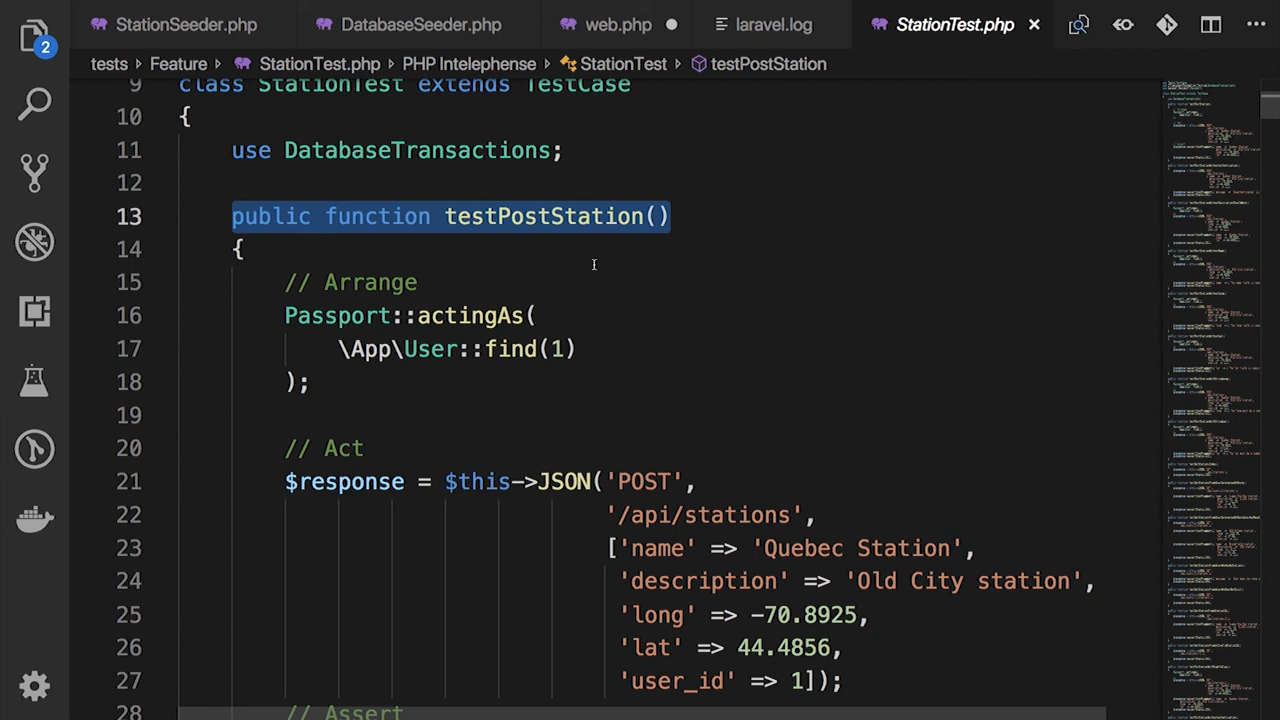 StationSeeder.php DatabaseSeeder.php web.php laravel.log StationTest.php
2
tests > Feature > StationTest.php > PHP Intelephense > StationTest > testPostStation
9 class StationTest extends TestCase
10 {
11 use DatabaseTransactions;
12
13 public function testPostStation()
14 {
15 // Arrange
16 Passport::actingAs(
17 \App\User::find(1)
18 );
19
20 // Act
21 $response = $this->JSON('POST',
22 '/api/stations',
23 ['name' => 'Quebec Station',
24 'description' => 'Old City station',
25 'long' => -70.8925,
26 'lat' => 44.4856,
27 'user_id' => 1]);
28 // Assert